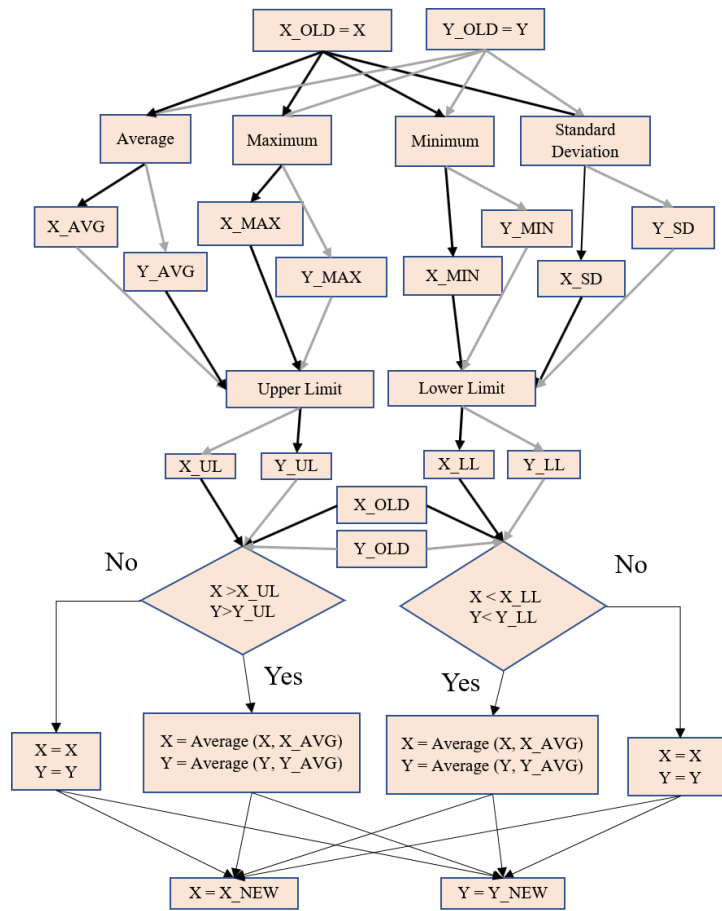 X_OLD = X
Y_OLD = Y
Average
Maximum
Minimum
Standard
Deviation
X_AVG
X_MAX
Y_MIN
Y_SD
Y_AVG
Y_MAX
X_MIN
X_SD
Upper Limit
Lower Limit
X_UL
Y_UL
X_LL
Y_LL
X_OLD
Y_OLD
No
No
X >X_UL
Y>Y_UL
X < X_LL
Y< Y_LL
Yes
Yes
X = X
Y = Y
X = Average (X, X_AVG)
Y = Average (Y, Y_AVG)
X = Average (X, X_AVG)
Y = Average (Y, Y_AVG)
X = X
Y = Y
X = X_NEW
Y = Y_NEW